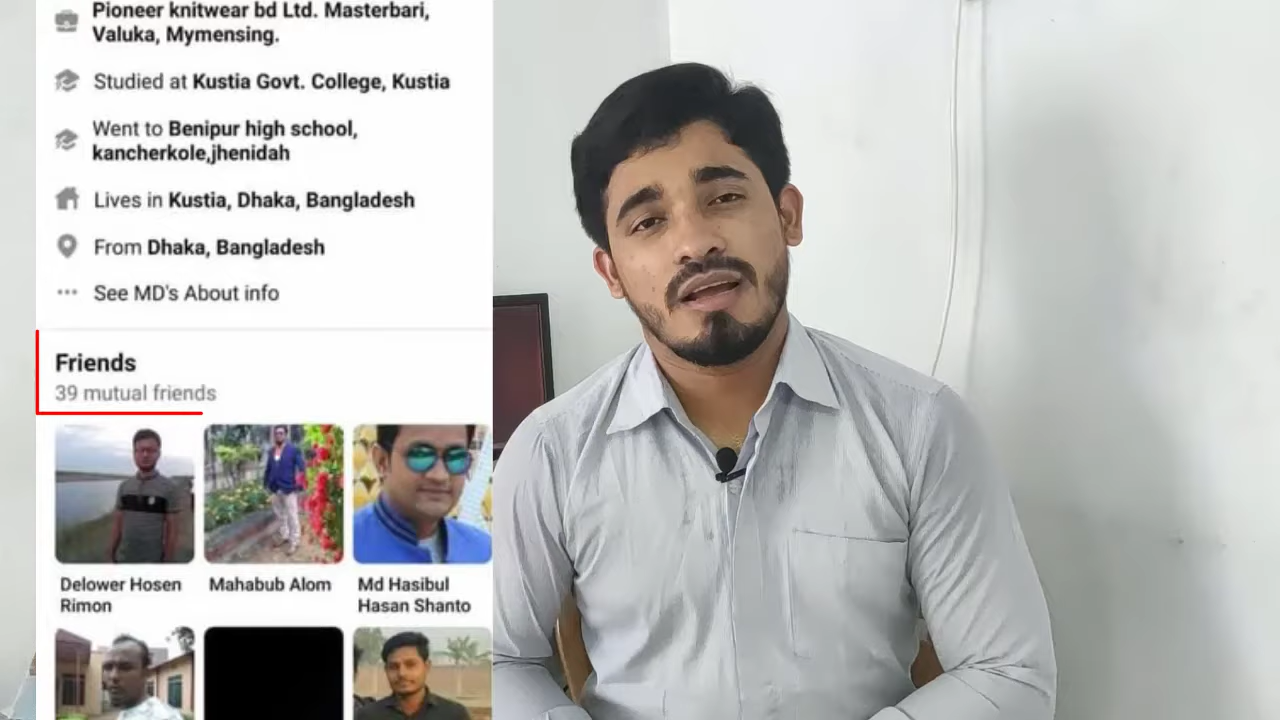 Pioneer knitwear bd Ltd. Masterbari,
Valuka, Mymensing.
Studied at Kustia Govt. College, Kustia
Went to Benipur high school,
kancherkole,jhenidah
Lives in Kustia, Dhaka, Bangladesh
From Dhaka, Bangladesh
See MD's About info
Friends
39 mutual friends
Delower Hosen
Rimon
Mahabub Alom
Md Hasibul
Hasan Shanto